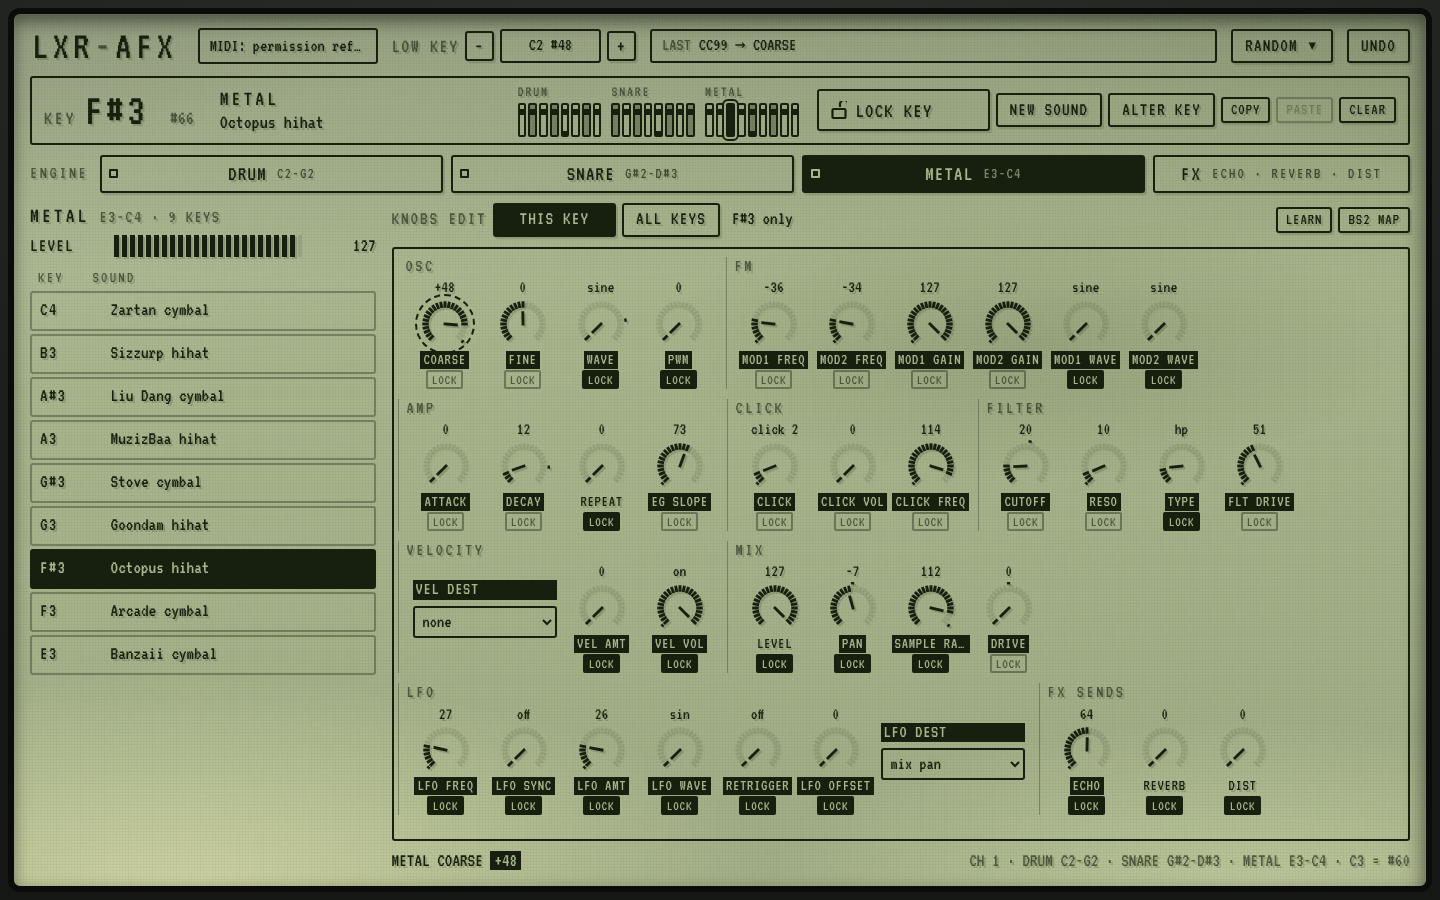 LXR-AFX MIDI: permission ref… LOW KEY - C2 #48 + LAST CC99 → COARSE RANDOM ▼ UNDO
DRUM SNARE METAL
KEY F#3 #66 METAL LOCK KEY NEW SOUND ALTER KEY COPY PASTE CLEAR
Octopus hihat
ENGINE DRUM C2-G2 SNARE G#2-D#3 METAL E3-C4 FX ECHO · REVERB · DIST
METAL E3-C4 · 9 KEYS
LEVEL 127
KEY SOUND
C4 Zartan cymbal
B3 Sizzurp hihat
A#3 Liu Dang cymbal
A3 MuzizBaa hihat
G#3 Stove cymbal
G3 Goondam hihat
F#3 Octopus hihat
F3 Arcade cymbal
E3 Banzaii cymbal
KNOBS EDIT THIS KEY ALL KEYS F#3 only LEARN BS2 MAP
OSC FM
+48 0 sine 0 -36 -34 127 127 sine sine
COARSE FINE WAVE PWM MOD1 FREQ MOD2 FREQ MOD1 GAIN MOD2 GAIN MOD1 WAVE MOD2 WAVE
LOCK LOCK LOCK LOCK LOCK LOCK LOCK LOCK LOCK LOCK
AMP CLICK FILTER
0 12 0 73 click 2 0 114 20 10 hp 51
ATTACK DECAY REPEAT EG SLOPE CLICK CLICK VOL CLICK FREQ CUTOFF RESO TYPE FLT DRIVE
LOCK LOCK LOCK LOCK LOCK LOCK LOCK LOCK LOCK LOCK LOCK
VELOCITY MIX
0 on 127 -7 112 0
VEL DEST
none
VEL AMT VEL VOL LEVEL PAN SAMPLE RA… DRIVE
LOCK LOCK LOCK LOCK LOCK LOCK
LFO FX SENDS
27 off 26 sin off 0 64 0 0
LFO DEST
mix pan
LFO FREQ LFO SYNC LFO AMT LFO WAVE RETRIGGER LFO OFFSET ECHO REVERB DIST
LOCK LOCK LOCK LOCK LOCK LOCK LOCK LOCK LOCK
METAL COARSE +48 CH 1 · DRUM C2-G2 · SNARE G#2-D#3 · METAL E3-C4 · C3 = #60